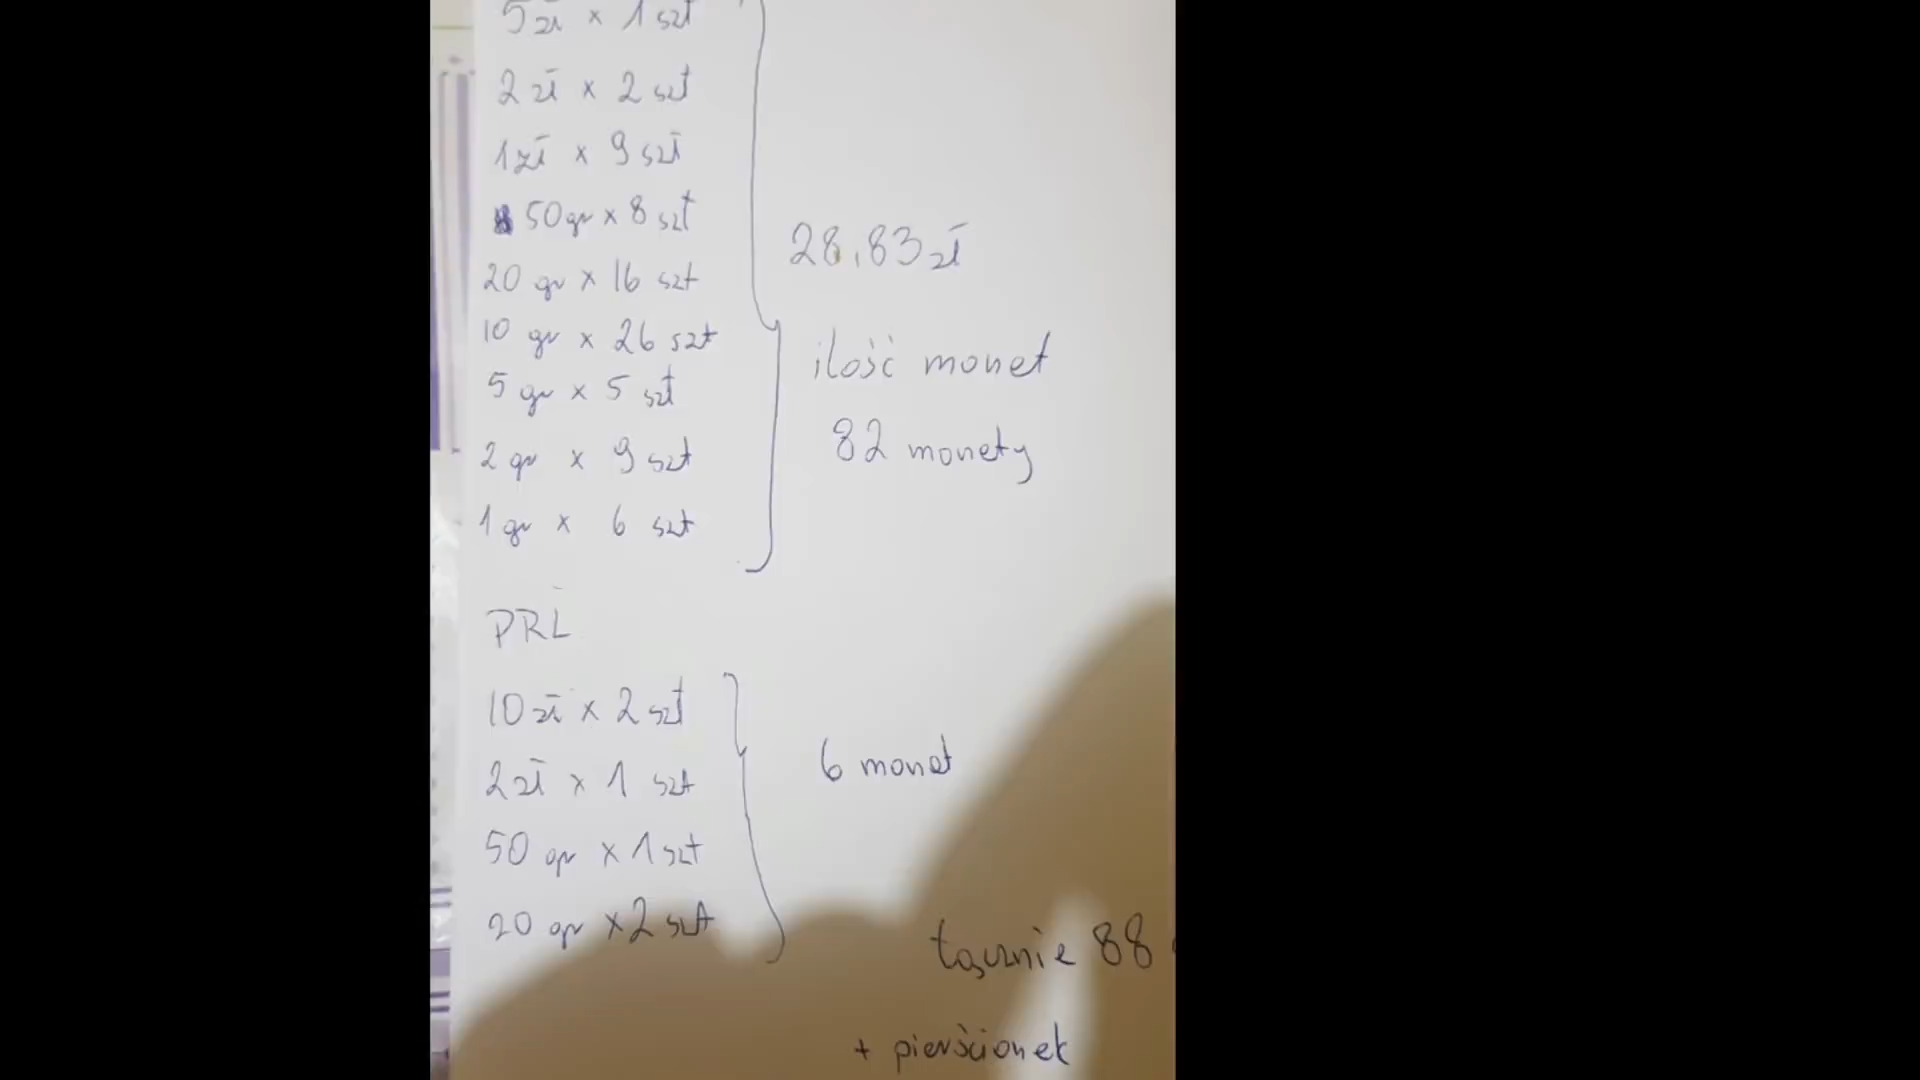 5 zł x 1 szt
2 zł x 2 szt
1 zł x 9 szt
50 gr x 8 szt
20 gr x 16 szt
10 gr x 26 szt
5 gr x 5 szt
2 gr x 9 szt
1 gr x 6 szt
28,83 zł
ilość monet
82 monety
PRL
10 zł x 2 szt
2 zł x 1 szt
50 gr x 1 szt
20 gr x 2 szt
6 monet
łącznie 88
+ pierścionek